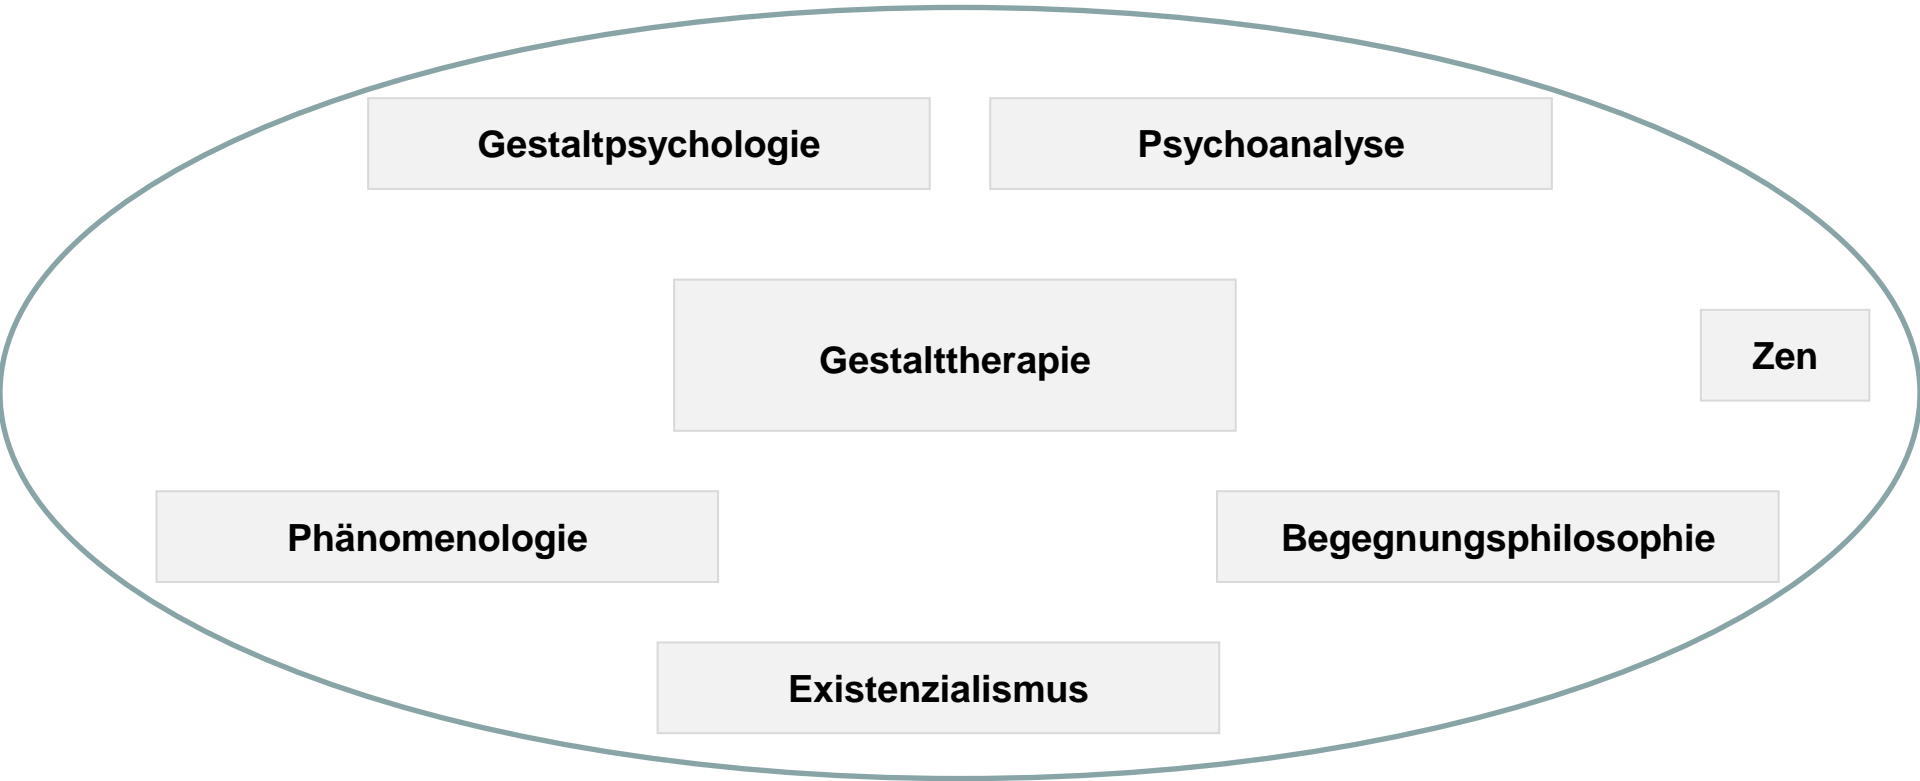 Gestaltpsychologie
Psychoanalyse
Gestalttherapie
Zen
Phänomenologie
Begegnungsphilosophie
Existenzialismus